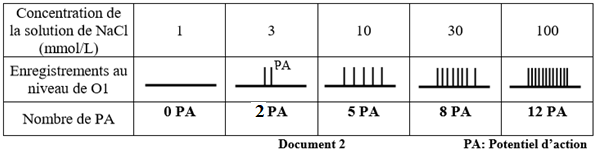 Concentration de la solution de NaCl (mmol/L) 1 3 10 30 100
Enregistrements au niveau de O1 PA
Nombre de PA 0 PA 2 PA 5 PA 8 PA 12 PA
Document 2 PA: Potentiel d'action